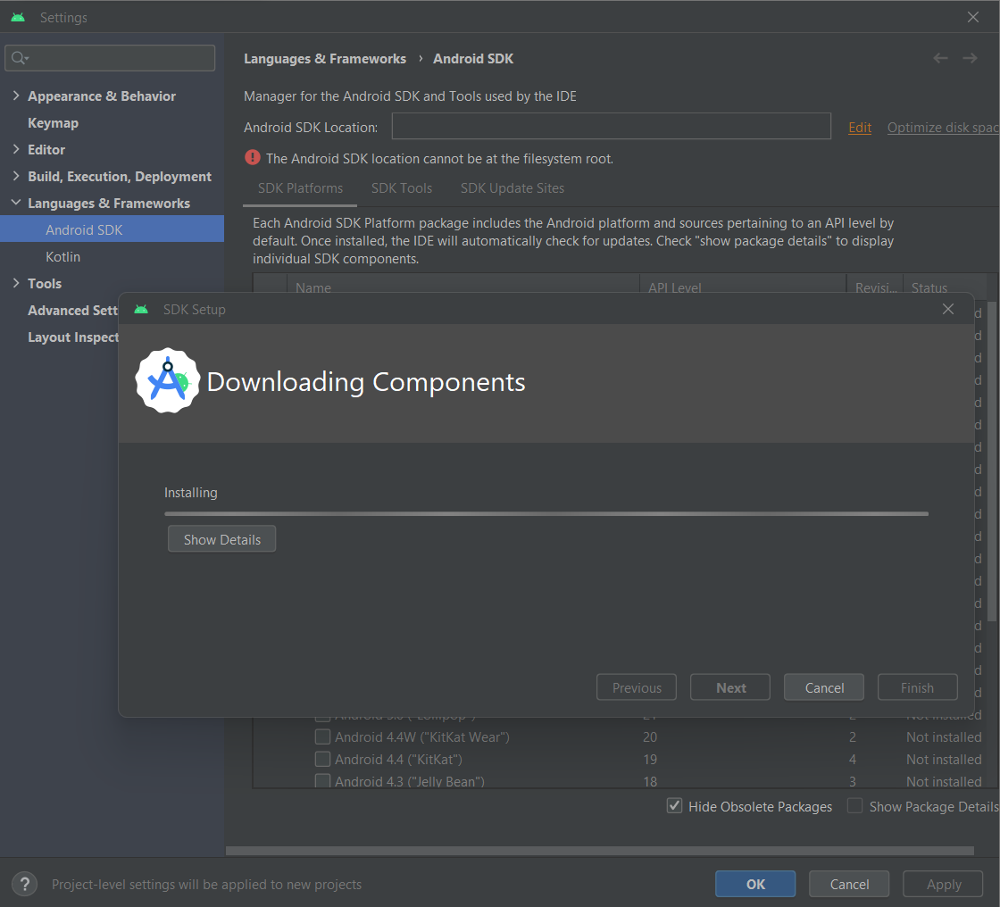 Settings
Languages & Frameworks › Android SDK
Appearance & Behavior
Keymap
Editor
Build, Execution, Deployment
Languages & Frameworks
Android SDK
Kotlin
Tools
Advanced Sett
Layout Inspect
Manager for the Android SDK and Tools used by the IDE
Android SDK Location: Edit Optimize disk spac
The Android SDK location cannot be at the filesystem root.
SDK Platforms SDK Tools SDK Update Sites
Each Android SDK Platform package includes the Android platform and sources pertaining to an API level by
default. Once installed, the IDE will automatically check for updates. Check "show package details" to display
individual SDK components.
Name API Level Revisi... Status
SDK Setup
Downloading Components
Installing
Show Details
Previous Next Cancel Finish
Android 5.0 ("Lollipop") 21 2 Not installed
Android 4.4W ("KitKat Wear") 20 2 Not installed
Android 4.4 ("KitKat") 19 4 Not installed
Android 4.3 ("Jelly Bean") 18 3 Not installed
Hide Obsolete Packages Show Package Details
? Project-level settings will be applied to new projects
OK Cancel Apply